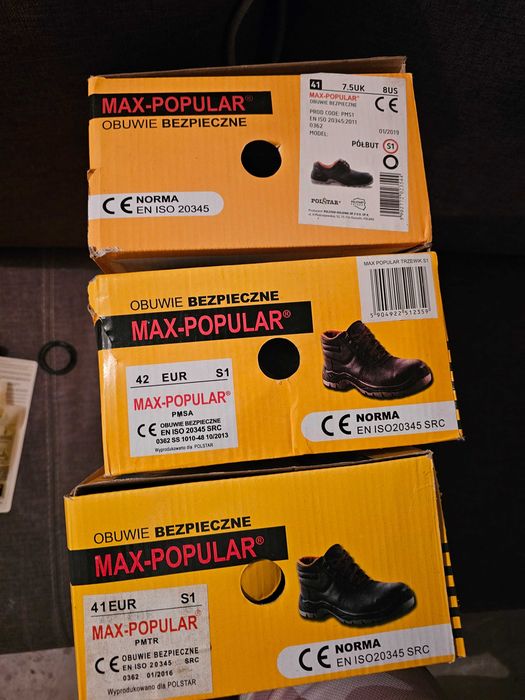 MAX-POPULAR®
OBUWIE BEZPIECZNE
CE NORMA
EN ISO 20345
41 7.5UK 8US
MAX-POPULAR®
OBUWIE BEZPIECZNE
CE
PROD CODE: PMS1
EN ISO 20345:2011
0362
MODEL: 01/2019
PÓŁBUT S1
POLSTAR®
OBUWIE BEZPIECZNE
MAX-POPULAR®
MAX POPULAR TRZEWIK S1
5904922512359
42 EUR S1
MAX-POPULAR®
PMSA
CE OBUWIE BEZPIECZNE
EN ISO 20345 SRC
0362 SS 1010-48 10/2013
Wyprodukowano dla POLSTAR
CE NORMA
EN ISO20345 SRC
OBUWIE BEZPIECZNE
MAX-POPULAR®
41EUR S1
MAX-POPULAR®
PMTR
CE OBUWIE BEZPIECZNE
EN ISO 20345 SRC
0362 01/2016
Wyprodukowano dla POLSTAR
CE NORMA
EN ISO20345 SRC